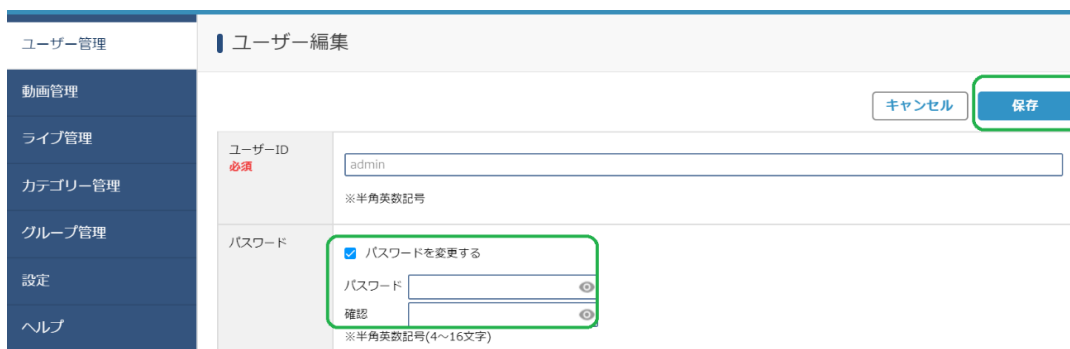 ユーザー管理
動画管理
ライブ管理
カテゴリー管理
グループ管理
設定
ヘルプ
ユーザー編集
キャンセル 保存
ユーザーID
必須
admin
※半角英数記号
パスワード
パスワードを変更する
パスワード
確認
※半角英数記号(4～16文字)